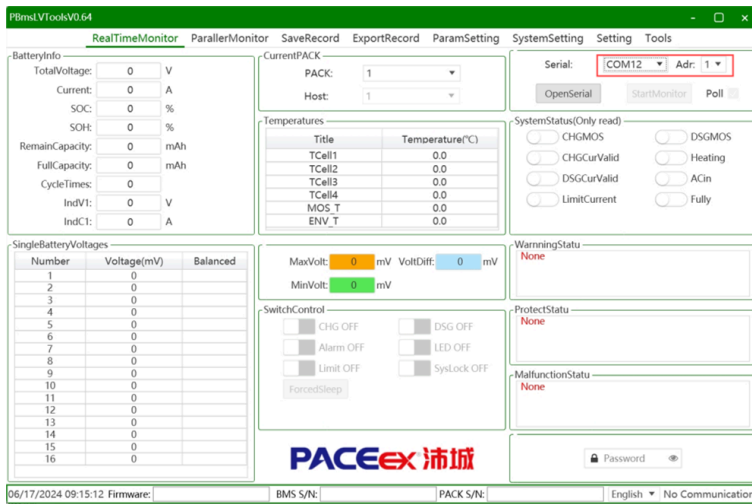 PBmsLVToolsV0.64
RealTimeMonitor ParallerMonitor SaveRecord ExportRecord ParamSetting SystemSetting Setting Tools
BatteryInfo
TotalVoltage: 0 V
Current: 0 A
SOC: 0 %
SOH: 0 %
RemainCapacity: 0 mAh
FullCapacity: 0 mAh
CycleTimes: 0
IndV1: 0 V
IndC1: 0 A
CurrentPACK
PACK: 1
Host: 1
Serial: COM12 Adr: 1
OpenSerial StartMonitor Poll
Temperatures
Title Temperature(℃)
TCell1 0.0
TCell2 0.0
TCell3 0.0
TCell4 0.0
MOS_T 0.0
ENV_T 0.0
SystemStatus(Only read)
CHGMOS DSGMOS
CHGCurValid Heating
DSGCurValid ACin
LimitCurrent Fully
SingleBatteryVoltages
Number Voltage(mV) Balanced
1 0
2 0
3 0
4 0
5 0
6 0
7 0
8 0
9 0
10 0
11 0
12 0
13 0
14 0
15 0
16 0
MaxVolt: 0 mV VoltDiff: 0 mV
MinVolt: 0 mV
SwitchControl
CHG OFF DSG OFF
Alarm OFF LED OFF
Limit OFF SysLock OFF
ForcedSleep
PACEex 沛城
WarnningStatu
None
ProtectStatu
None
MalfunctionStatu
None
Password
06/17/2024 09:15:12 Firmware: BMS S/N: PACK S/N: English No Communication